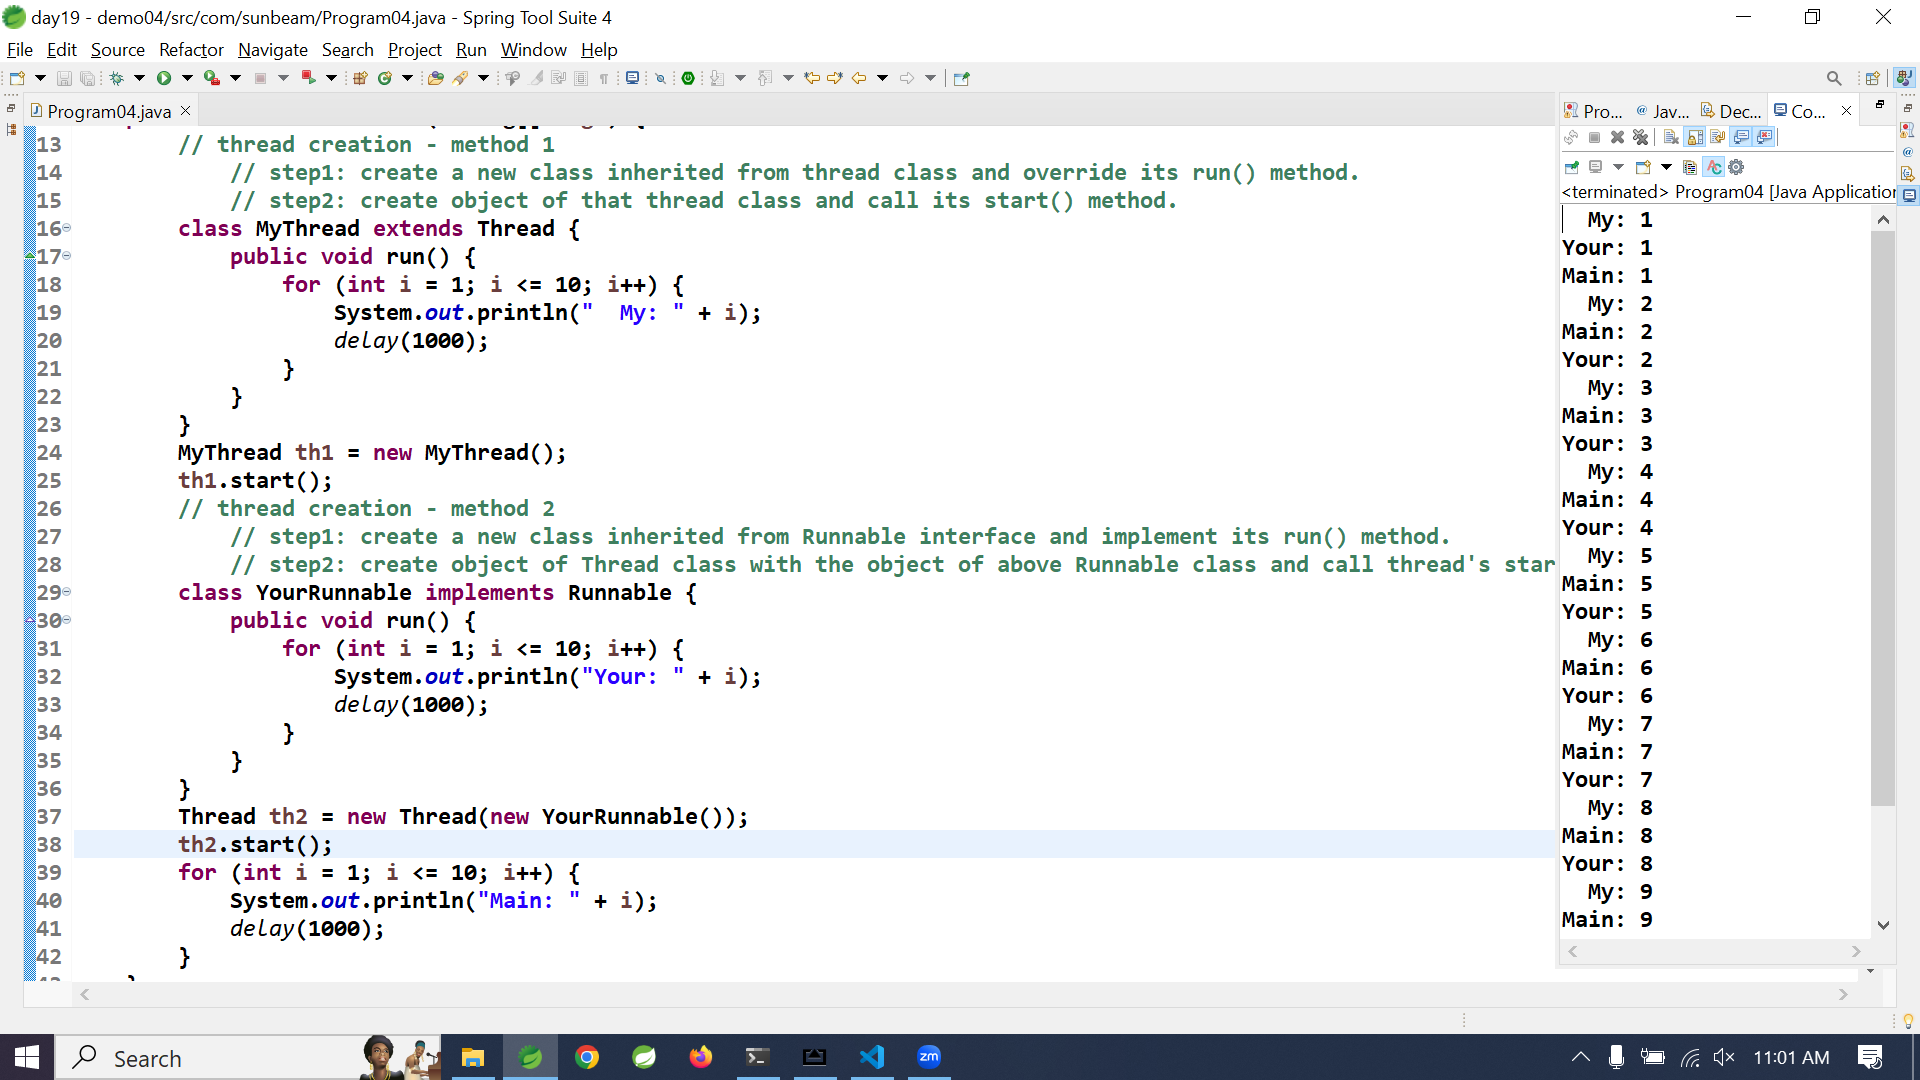 day19 - demo04/src/com/sunbeam/Program04.java - Spring Tool Suite 4
File Edit Source Refactor Navigate Search Project Run Window Help
Program04.java
13 // thread creation - method 1
14 // step1: create a new class inherited from thread class and override its run() method.
15 // step2: create object of that thread class and call its start() method.
16 class MyThread extends Thread {
17 public void run() {
18 for (int i = 1; i <= 10; i++) {
19 System.out.println("  My: " + i);
20 delay(1000);
21 }
22 }
23 }
24 MyThread th1 = new MyThread();
25 th1.start();
26 // thread creation - method 2
27 // step1: create a new class inherited from Runnable interface and implement its run() method.
28 // step2: create object of Thread class with the object of above Runnable class and call thread's star
29 class YourRunnable implements Runnable {
30 public void run() {
31 for (int i = 1; i <= 10; i++) {
32 System.out.println("Your: " + i);
33 delay(1000);
34 }
35 }
36 }
37 Thread th2 = new Thread(new YourRunnable());
38 th2.start();
39 for (int i = 1; i <= 10; i++) {
40 System.out.println("Main: " + i);
41 delay(1000);
42 }
Pro... Jav... Dec... Co...
<terminated> Program04 [Java Application
My: 1
Your: 1
Main: 1
My: 2
Main: 2
Your: 2
My: 3
Main: 3
Your: 3
My: 4
Main: 4
Your: 4
My: 5
Main: 5
Your: 5
My: 6
Main: 6
Your: 6
My: 7
Main: 7
Your: 7
My: 8
Main: 8
Your: 8
My: 9
Main: 9
Search
zm
11:01 AM